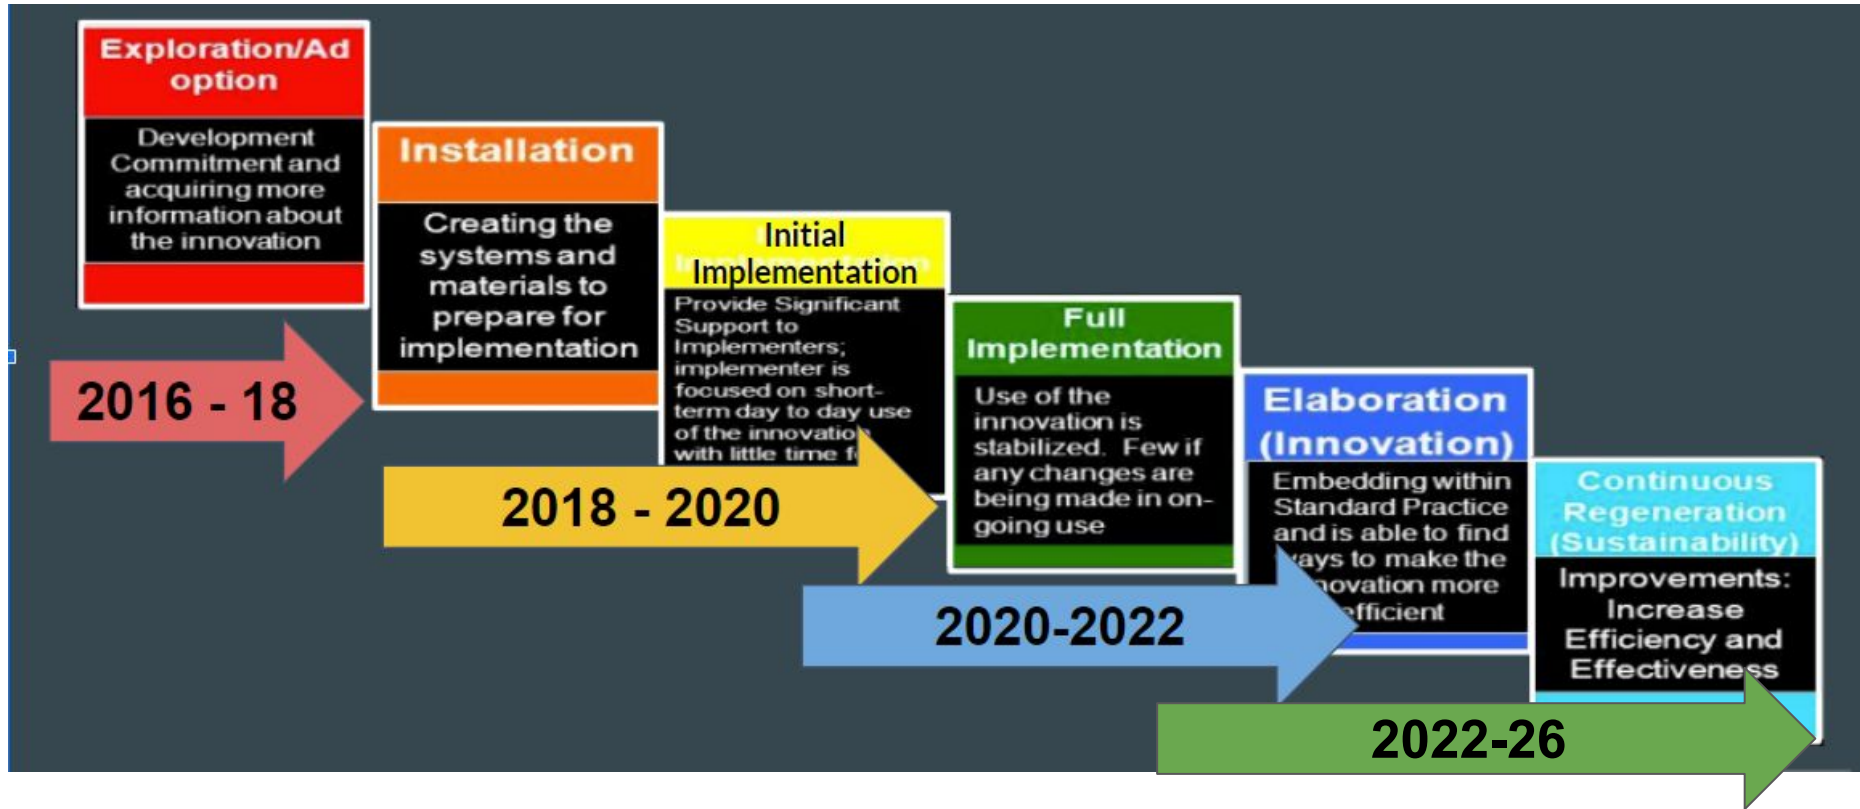 Exploration/Ad
option
Development
Commitment and
acquiring more
information about
the innovation
2016 - 18
Installation
Creating the
systems and
materials to
prepare for
implementation
2018 - 2020
Initial
Implementation
Provide Significant
Support to
Implementers;
implementer is
focused on short-
term day to day use
of the innovation
with little time
Full
Implementation
Use of the
innovation is
stabilized. Few if
any changes are
being made in on-
going use
2020-2022
Elaboration
(Innovation)
Embedding within
Standard Practice
and is able to find
ways to make the
innovation more
efficient
Continuous
Regeneration
(Sustainability)
Improvements:
Increase
Efficiency and
Effectiveness
2022-26